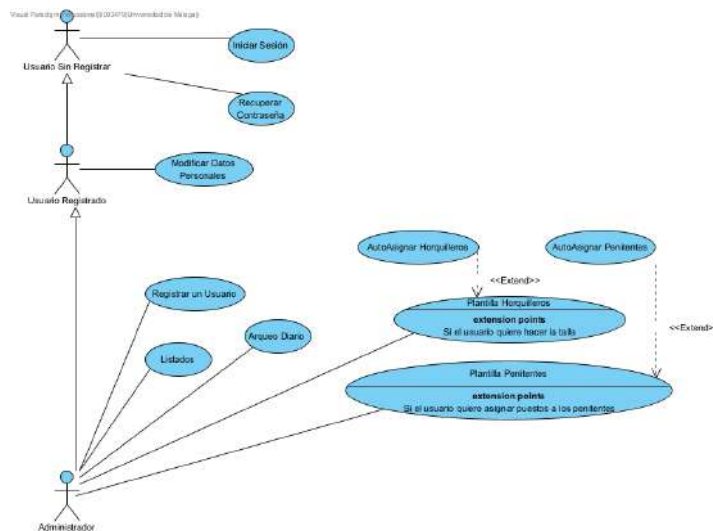 Iniciar Sesión
Usuario Sin Registrar
Recuperar
Contraseña
Modificar Datos
Personales
Usuario Registrado
AutoAsignar Horquilleros
AutoAsignar Penitentes
<<Extend>>
Registrar un Usuario
Plantilla Horquilleros
extension points
Si el usuario quiere hacer la talla
<<Extend>
Arqueo Diario
Listados
Plantilla Penitentes
extension points
Si el usuario quiere asignar puestos a los penitentes
Administrador